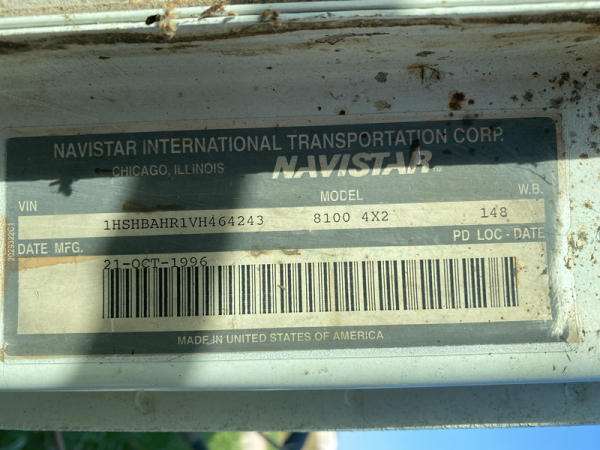 NAVISTAR INTERNATIONAL TRANSPORTATION CORP.
CHICAGO, ILLINOIS NAVISTAR
VIN MODEL W.B.
1HSHBAHR1VH464243 8100 4X2 148
DATE MFG. PD LOC - DATE
21-OCT-1996
MADE IN UNITED STATES OF AMERICA